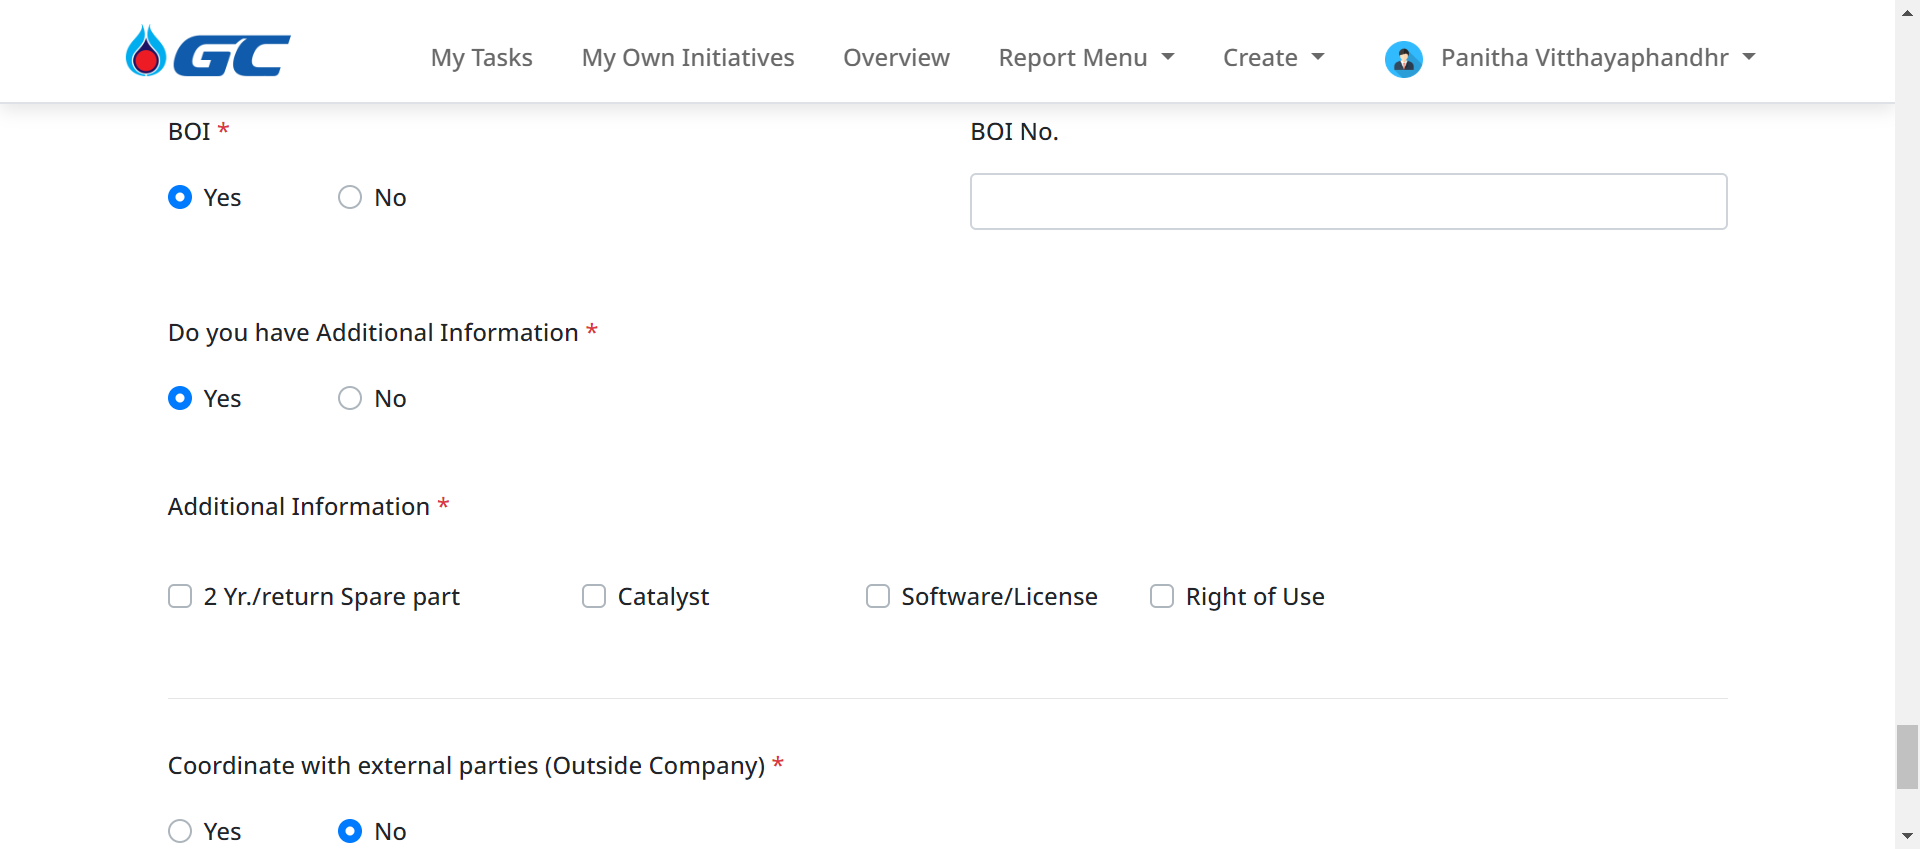 GC
My Tasks
My Own Initiatives
Overview
Report Menu
Create
Panitha Vitthayaphandhr
BOI *
BOI No.
Yes
No
Do you have Additional Information *
Yes
No
Additional Information *
2 Yr./return Spare part
Catalyst
Software/License
Right of Use
Coordinate with external parties (Outside Company) *
Yes
No